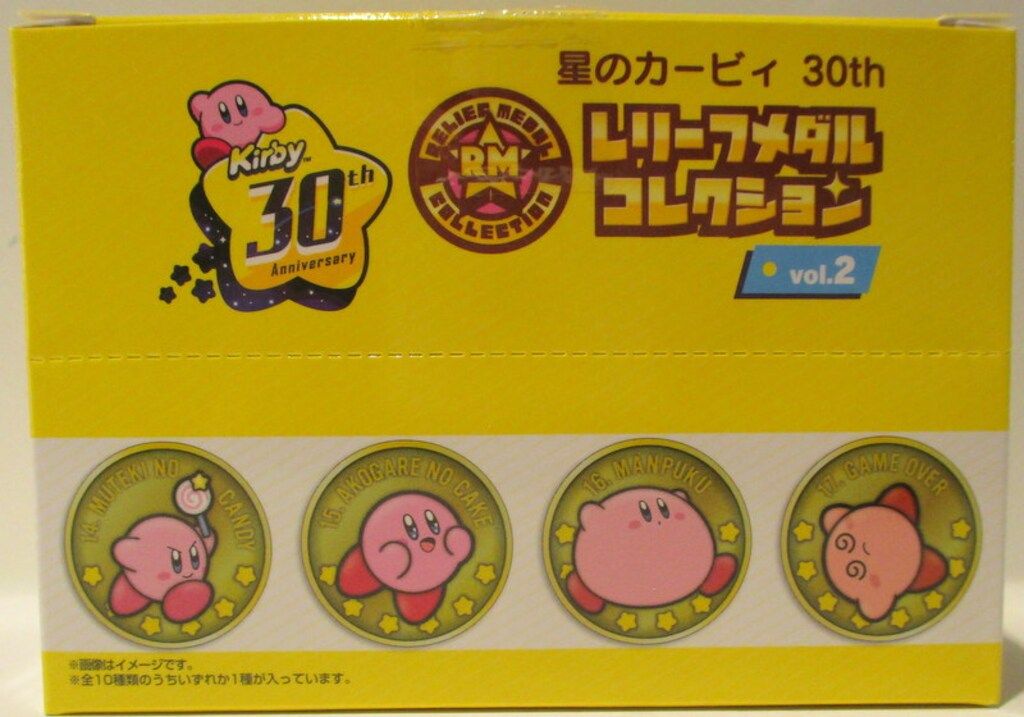 星のカービィ 30th
Kirby™
30th
Anniversary
RELIEF MEDAL
RM
COLLECTION
レリーフメダル
コレクション
vol.2
14. MUTEKI NO CANDY
15. AKOGARE NO CAKE
16. MANPUKU
17. GAME OVER
※画像はイメージです。
※全10種類のうちいずれか1種が入っています。